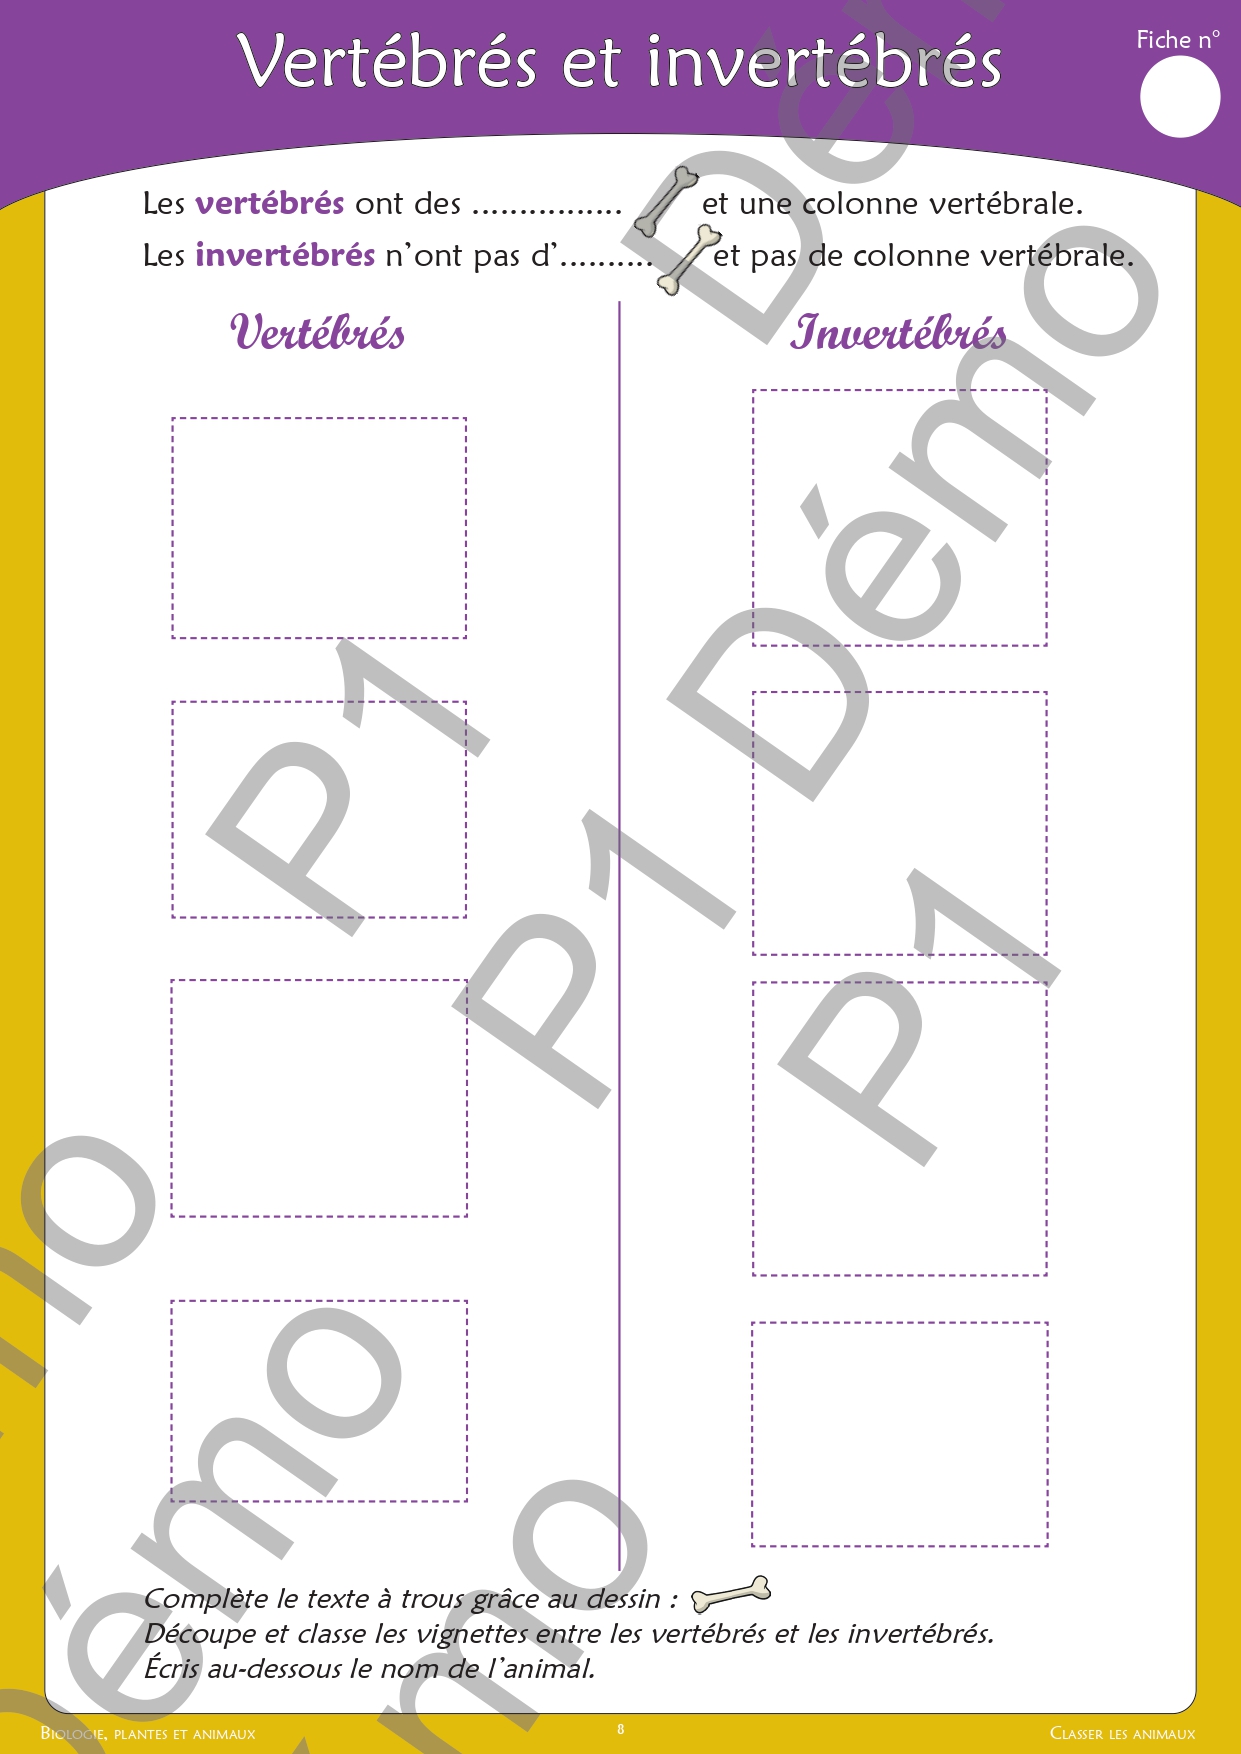 Vertébrés et invertébrés
Fiche n°
Les vertébrés ont des ................ et une colonne vertébrale.
Les invertébrés n’ont pas d’.......... et pas de colonne vertébrale.
Vertébrés
Invertébrés
Complète le texte à trous grâce au dessin :
Découpe et classe les vignettes entre les vertébrés et les invertébrés.
Écris au-dessous le nom de l’animal.
Biologie, plantes et animaux
8
Classer les animaux
P1 Démo
P1 Démo
P1 Démo